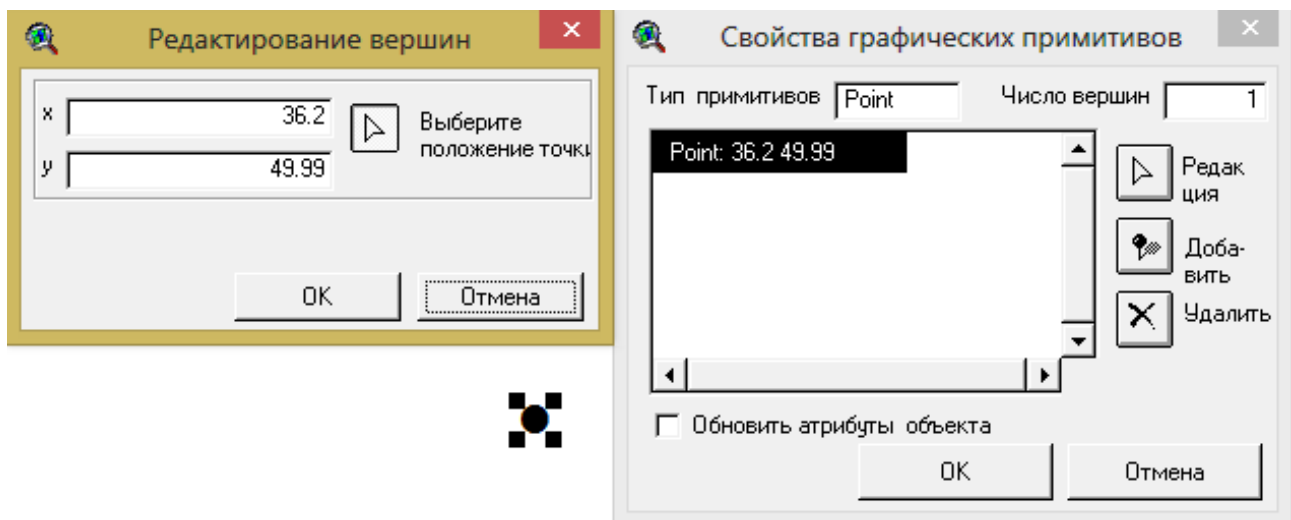 Редактирование вершин
x 36.2
y 49.99
Выберите
положение точки
OK Отмена
Свойства графических примитивов
Тип примитивов Point Число вершин 1
Point: 36.2 49.99
Редак
ция
Доба-
вить
Удалить
Обновить атрибуты объекта
OK Отмена